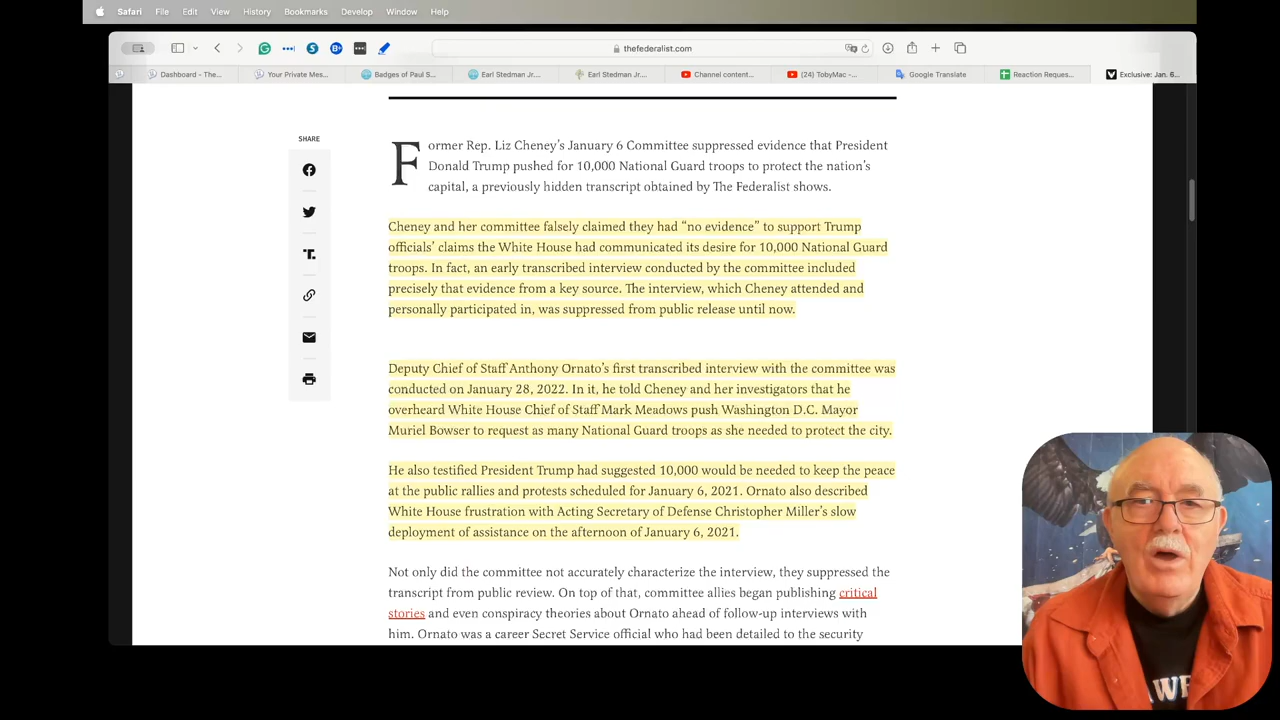 Safari File Edit View History Bookmarks Develop Window Help
thefederalist.com
Dashboard - The...
Your Private Mes...
Badges of Paul S...
Earl Stedman Jr....
Earl Stedman Jr....
Channel content...
(24) TobyMac -...
Google Translate
Reaction Reques...
Exclusive: Jan. 6...
SHARE
Former Rep. Liz Cheney’s January 6 Committee suppressed evidence that President
Donald Trump pushed for 10,000 National Guard troops to protect the nation’s
capital, a previously hidden transcript obtained by The Federalist shows.
Cheney and her committee falsely claimed they had “no evidence” to support Trump
officials’ claims the White House had communicated its desire for 10,000 National Guard
troops. In fact, an early transcribed interview conducted by the committee included
precisely that evidence from a key source. The interview, which Cheney attended and
personally participated in, was suppressed from public release until now.
Deputy Chief of Staff Anthony Ornato’s first transcribed interview with the committee was
conducted on January 28, 2022. In it, he told Cheney and her investigators that he
overheard White House Chief of Staff Mark Meadows push Washington D.C. Mayor
Muriel Bowser to request as many National Guard troops as she needed to protect the city.
He also testified President Trump had suggested 10,000 would be needed to keep the peace
at the public rallies and protests scheduled for January 6, 2021. Ornato also described
White House frustration with Acting Secretary of Defense Christopher Miller’s slow
deployment of assistance on the afternoon of January 6, 2021.
Not only did the committee not accurately characterize the interview, they suppressed the
transcript from public review. On top of that, committee allies began publishing critical
stories and even conspiracy theories about Ornato ahead of follow-up interviews with
him. Ornato was a career Secret Service official who had been detailed to the security